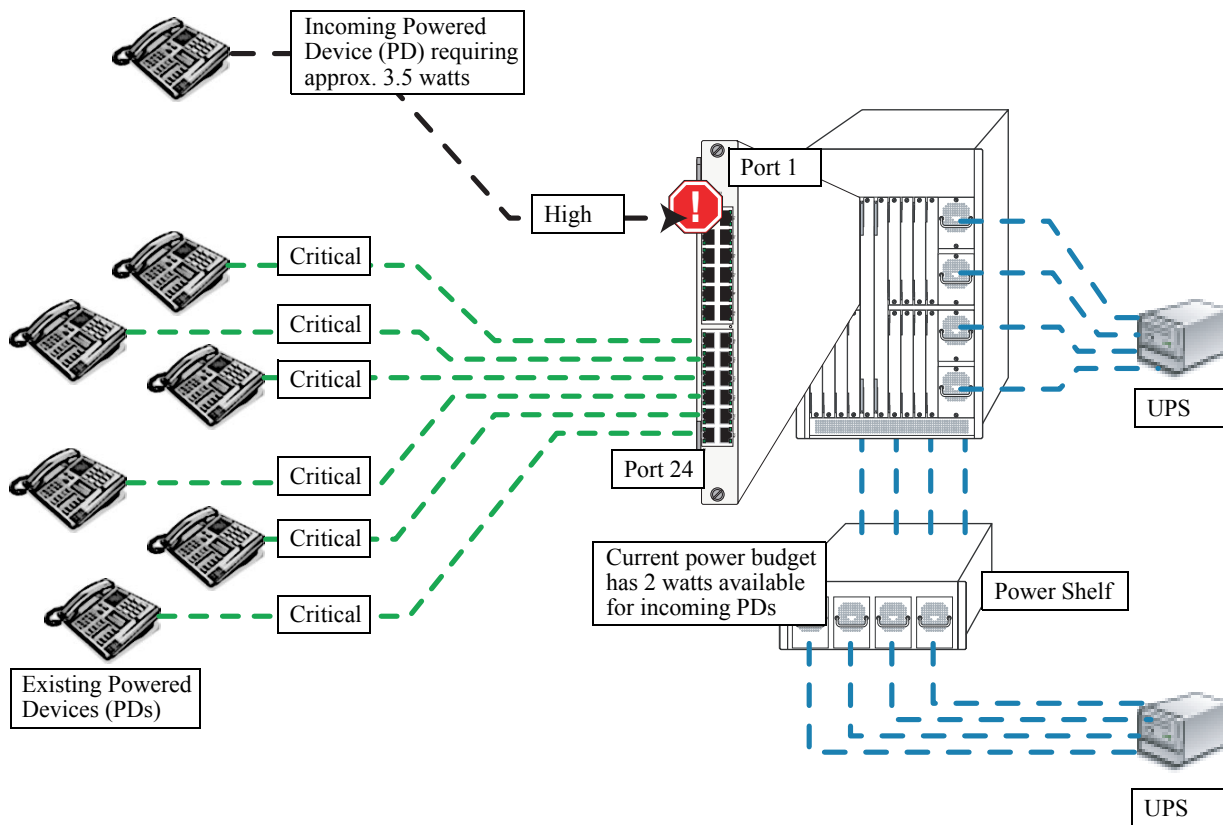 Incoming Powered
Device (PD) requiring
approx. 3.5 watts
Port 1
High
Critical
Critical
Critical
Critical
Critical
Critical
Port 24
UPS
Current power budget
has 2 watts available
for incoming PDs
Power Shelf
Existing Powered
Devices (PDs)
UPS